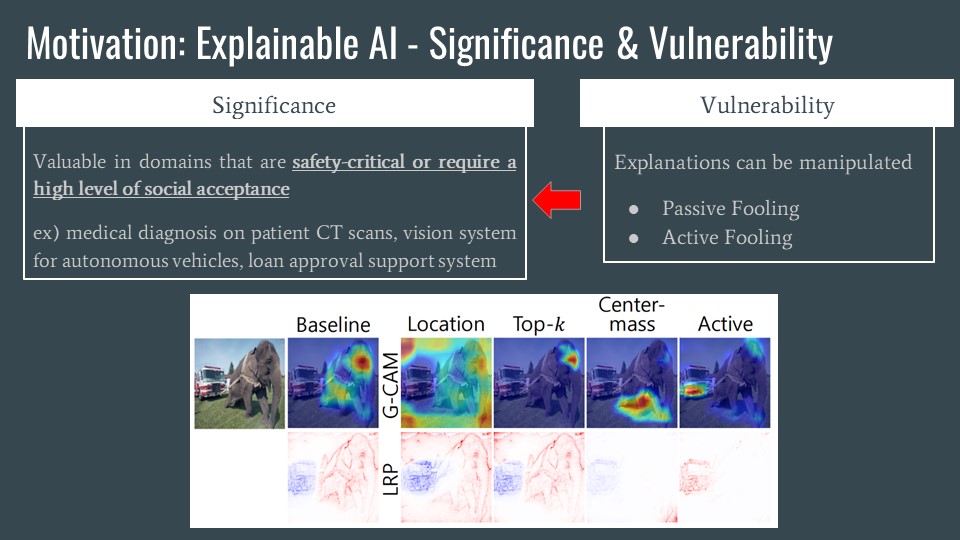 Motivation: Explainable AI - Significance & Vulnerability
Significance
Valuable in domains that are safety-critical or require a
high level of social acceptance
ex) medical diagnosis on patient CT scans, vision system
for autonomous vehicles, loan approval support system
Vulnerability
Explanations can be manipulated
● Passive Fooling
● Active Fooling
Baseline
Location
Top-k
Center-
mass
Active
G-CAM
LRP